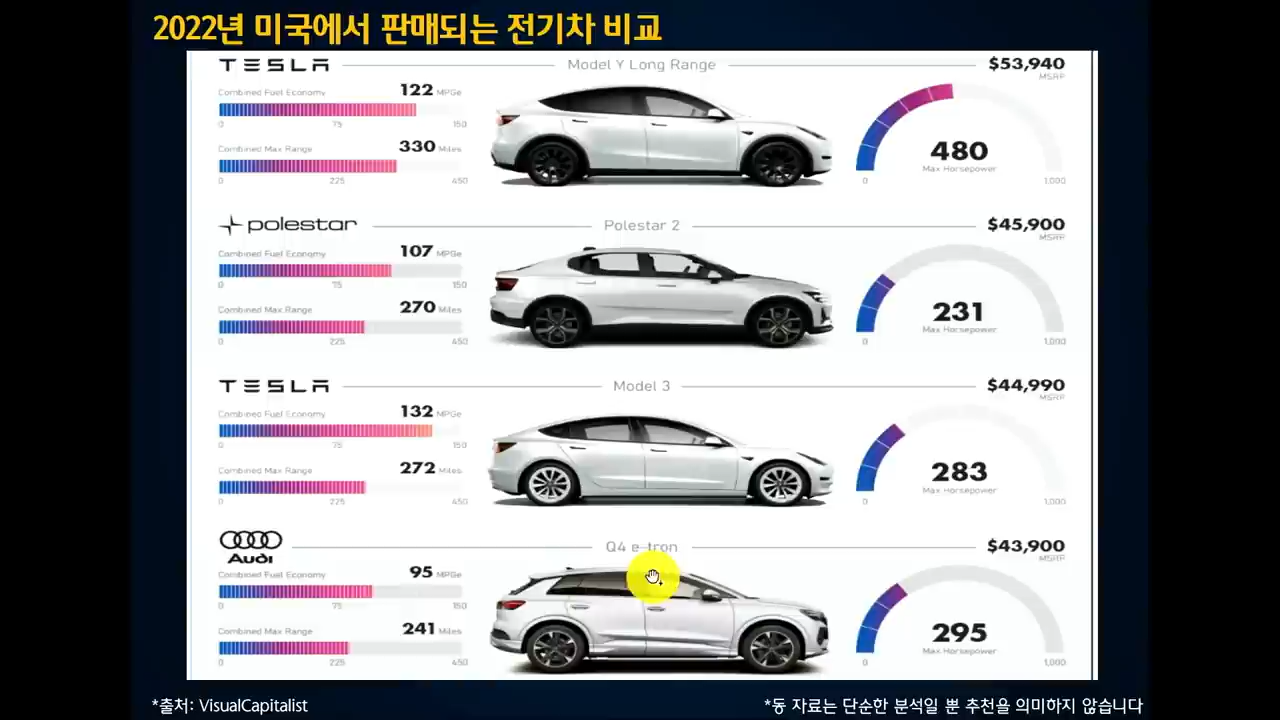 2022년 미국에서 판매되는 전기차 비교
TESLA Model Y Long Range $53,940
MSRP
Combined Fuel Economy 122 MPGe
0 75 150
Combined Max Range 330 Miles
0 225 450
480
Max Horsepower
0 1,000
polestar Polestar 2 $45,900
MSRP
Combined Fuel Economy 107 MPGe
0 75 150
Combined Max Range 270 Miles
0 225 450
231
Max Horsepower
0 1,000
TESLA Model 3 $44,990
MSRP
Combined Fuel Economy 132 MPGe
0 75 150
Combined Max Range 272 Miles
0 225 450
283
Max Horsepower
0 1,000
Audi Q4 e-tron $43,900
MSRP
Combined Fuel Economy 95 MPGe
0 75 150
Combined Max Range 241 Miles
0 225 450
295
Max Horsepower
0 1,000
*출처: VisualCapitalist
*동 자료는 단순한 분석일 뿐 추천을 의미하지 않습니다